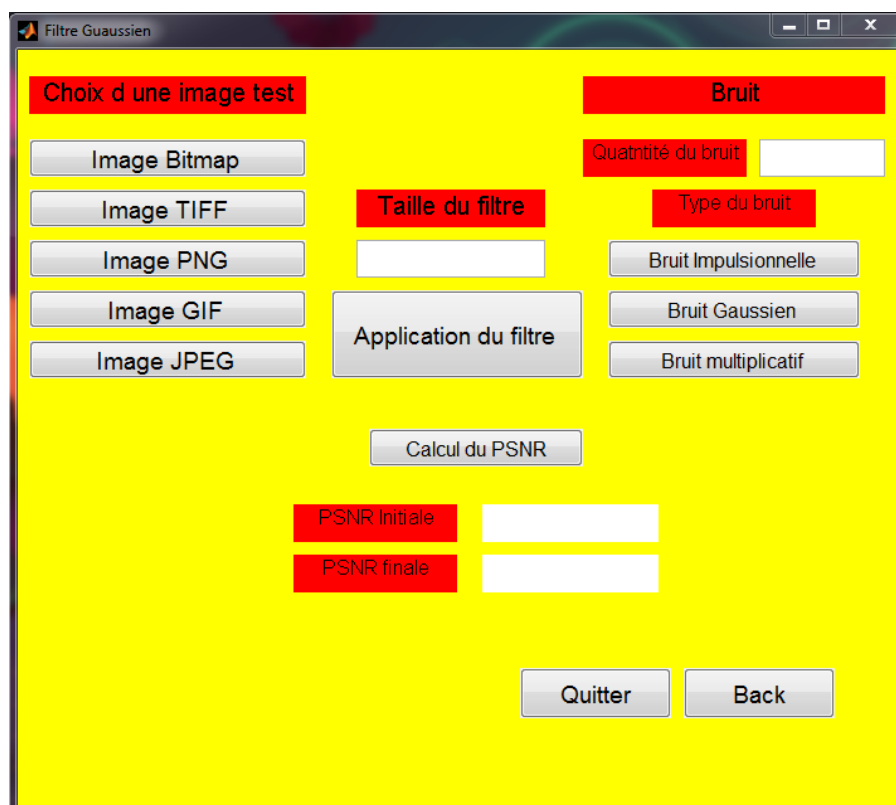 Filtre Guaussien
Choix d une image test
Bruit
Image Bitmap
Quatntité du bruit
Image TIFF
Taille du filtre
Type du bruit
Image PNG
Bruit Impulsionnelle
Image GIF
Application du filtre
Bruit Gaussien
Image JPEG
Bruit multiplicatif
Calcul du PSNR
PSNR Initiale
PSNR finale
Quitter
Back